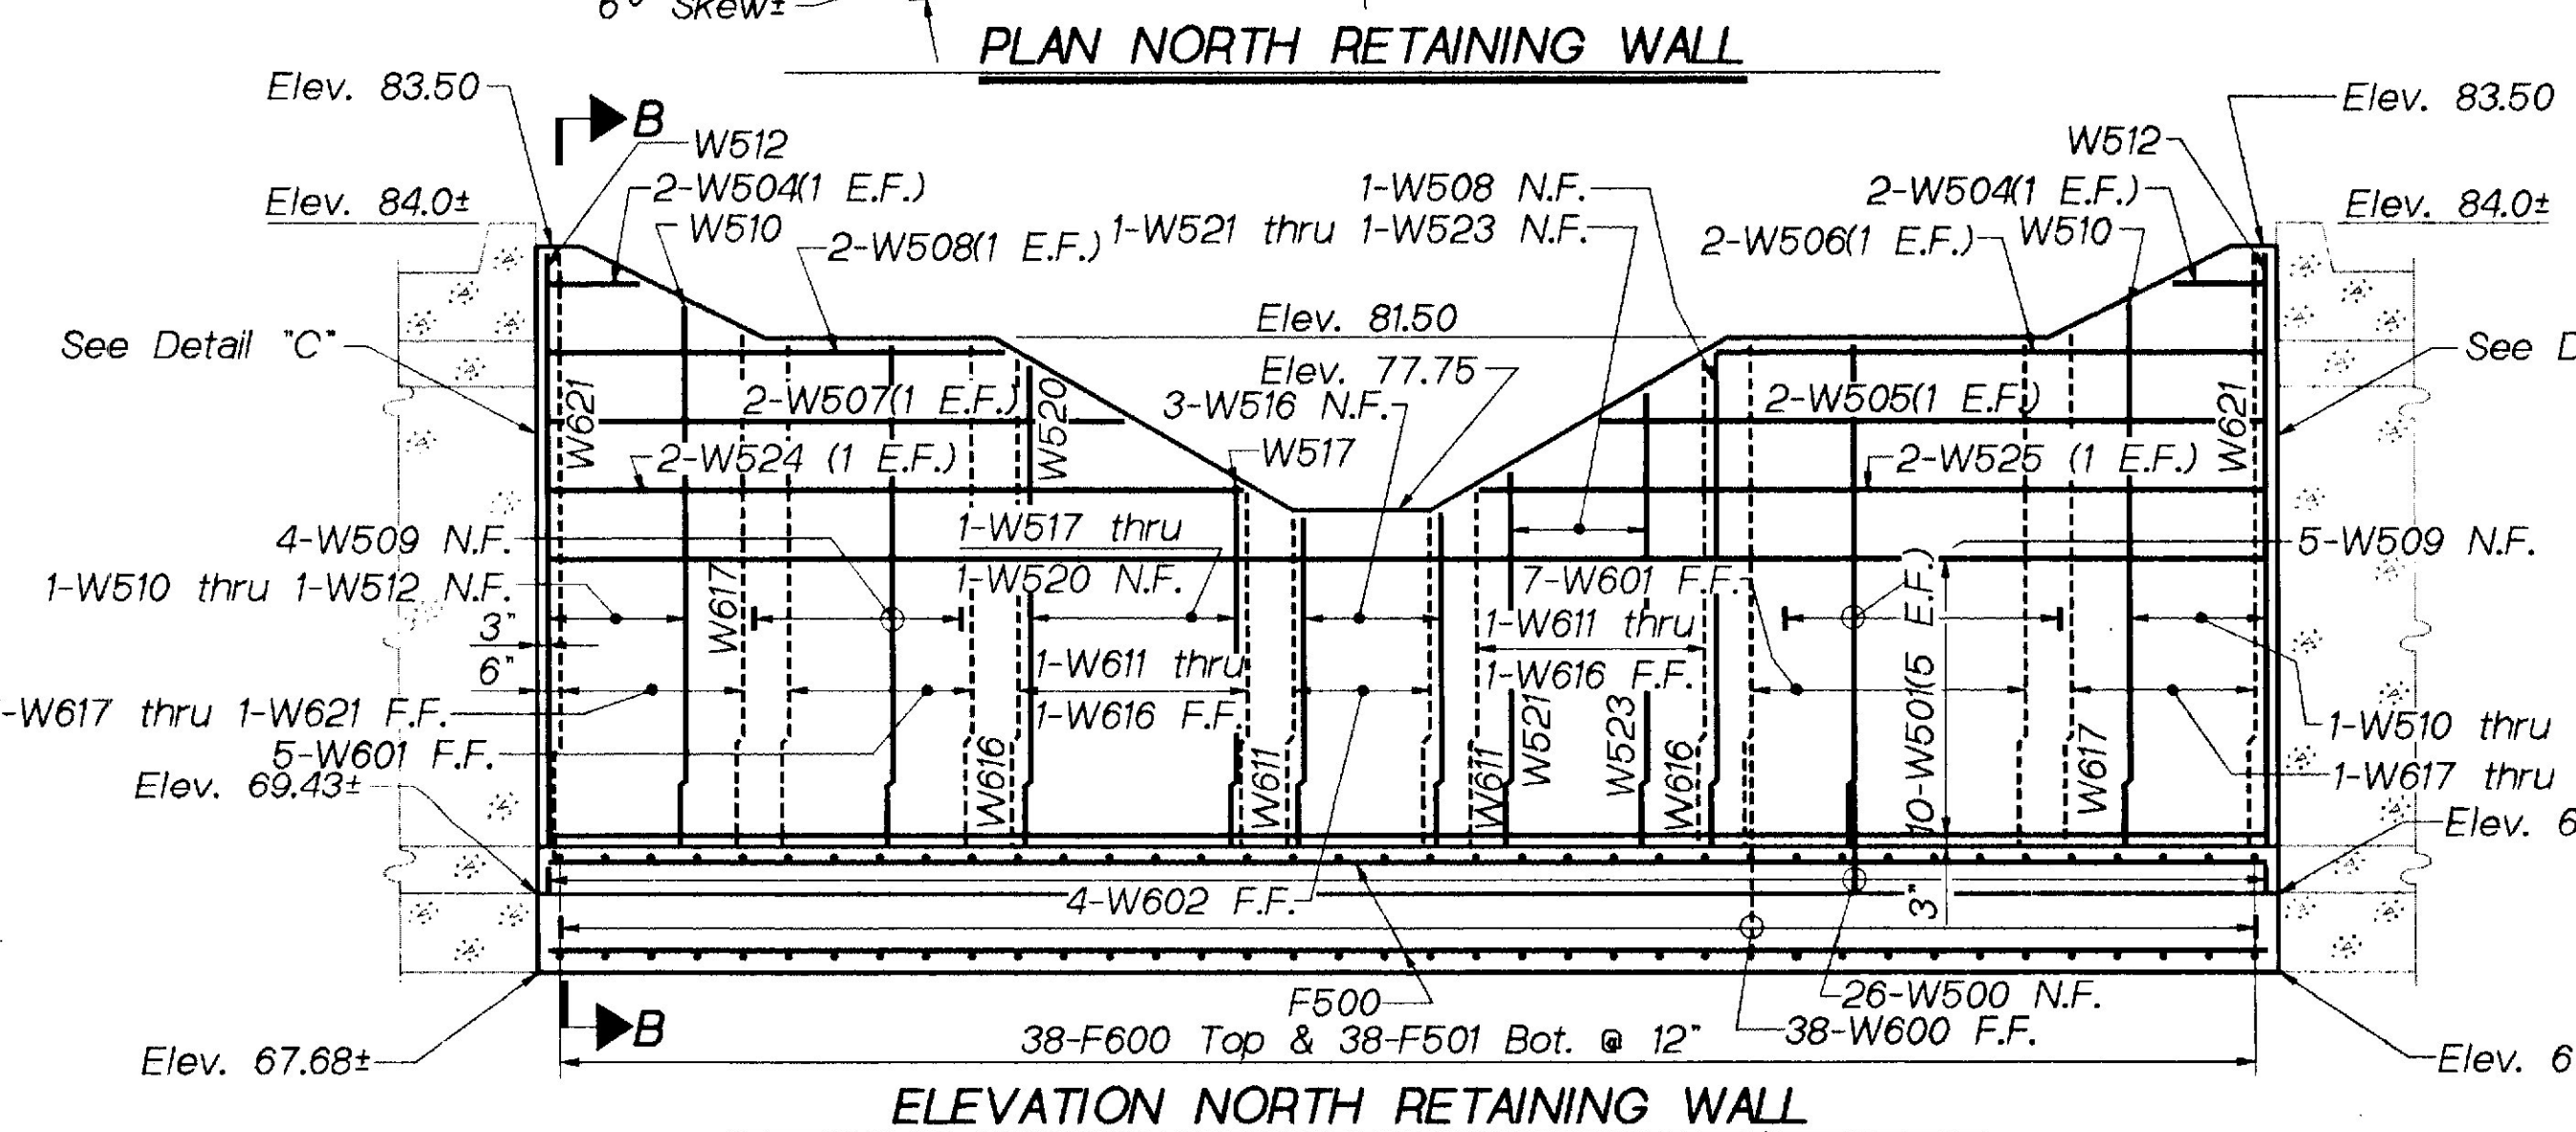 6° Skew±
PLAN NORTH RETAINING WALL
Elev. 83.50
Elev. 83.50
B
W512
W512
2-W504(1 E.F.)
1-W508 N.F.
2-W504(1 E.F.)
Elev. 84.0±
Elev. 84.0±
W510
2-W508(1 E.F.)
1-W521 thru 1-W523 N.F.
2-W506(1 E.F.)
W510
Elev. 81.50
See Detail "C"
See D
Elev. 77.75
W621
2-W507(1 E.F.)
W520
3-W516 N.F.
2-W505(1 E.F.)
W621
2-W524 (1 E.F.)
W517
2-W525 (1 E.F.)
4-W509 N.F.
1-W517 thru
1-W520 N.F.
5-W509 N.F.
1-W510 thru 1-W512 N.F.
W617
7-W601 F.F.
3"
1-W611 thru
1-W616 F.F.
10-W501(5 E.F.)
6"
1-W611 thru
1-W616 F.F.
W521
W523
-W617 thru 1-W621 F.F.
1-W510 thru
5-W601 F.F.
W616
W611
W611
W616
W617
1-W617 thru
Elev. 69.43±
Elev. 6
4-W602 F.F.
3"
F500
26-W500 N.F.
B
38-F600 Top & 38-F501 Bot. @ 12"
38-W600 F.F.
Elev. 67.68±
Elev. 6
ELEVATION NORTH RETAINING WALL